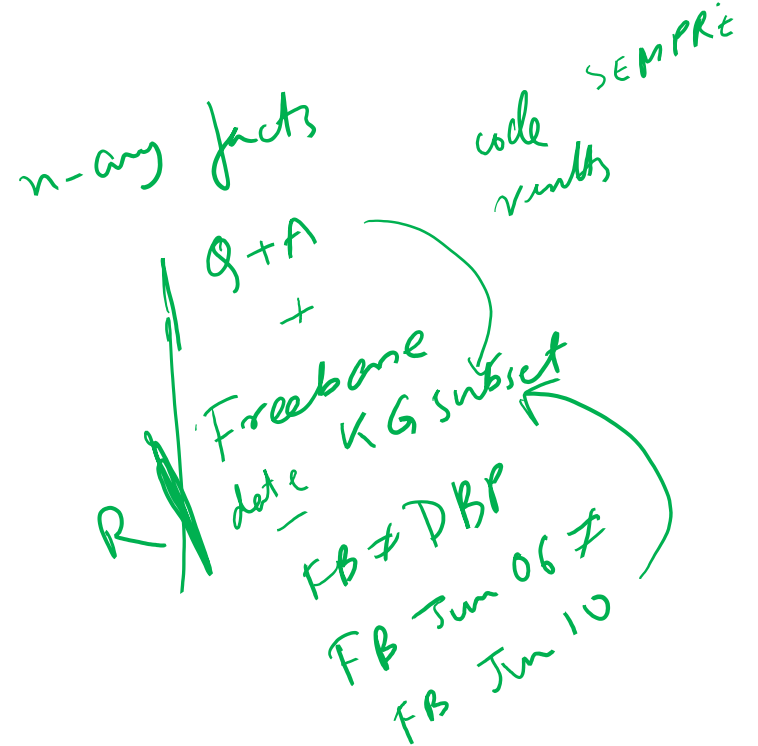 SEMPRE
n-ary facts
code
results
Q+A
+
Freebase
KG subset
date
FB ≠ DBP
FB Jun 06 ≠
FB Jun 10